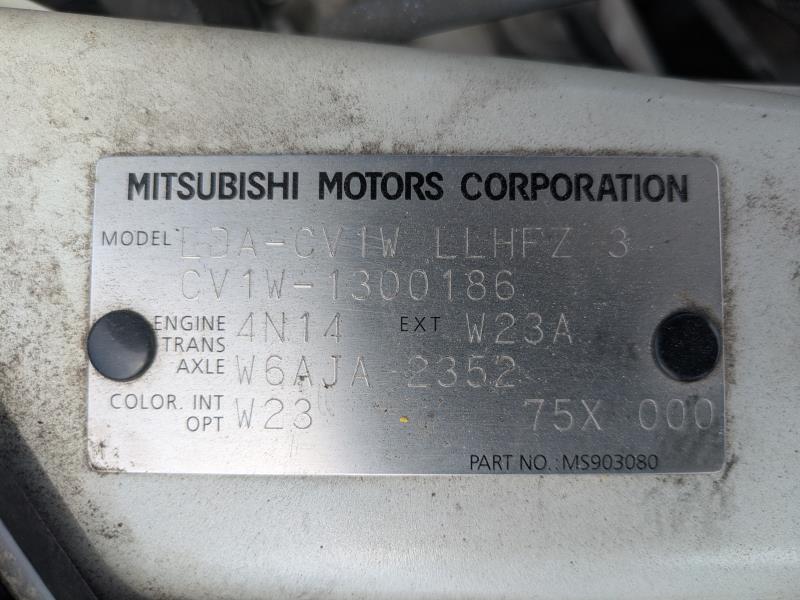 MITSUBISHI MOTORS CORPORATION
MODEL LDA-CV1W LLHFZ 3
CV1W-1300186
ENGINE 4N14 EXT W23A
TRANS
AXLE W6AJA 2352
COLOR. INT
OPT W23 75X 000
PART NO.: MS903080